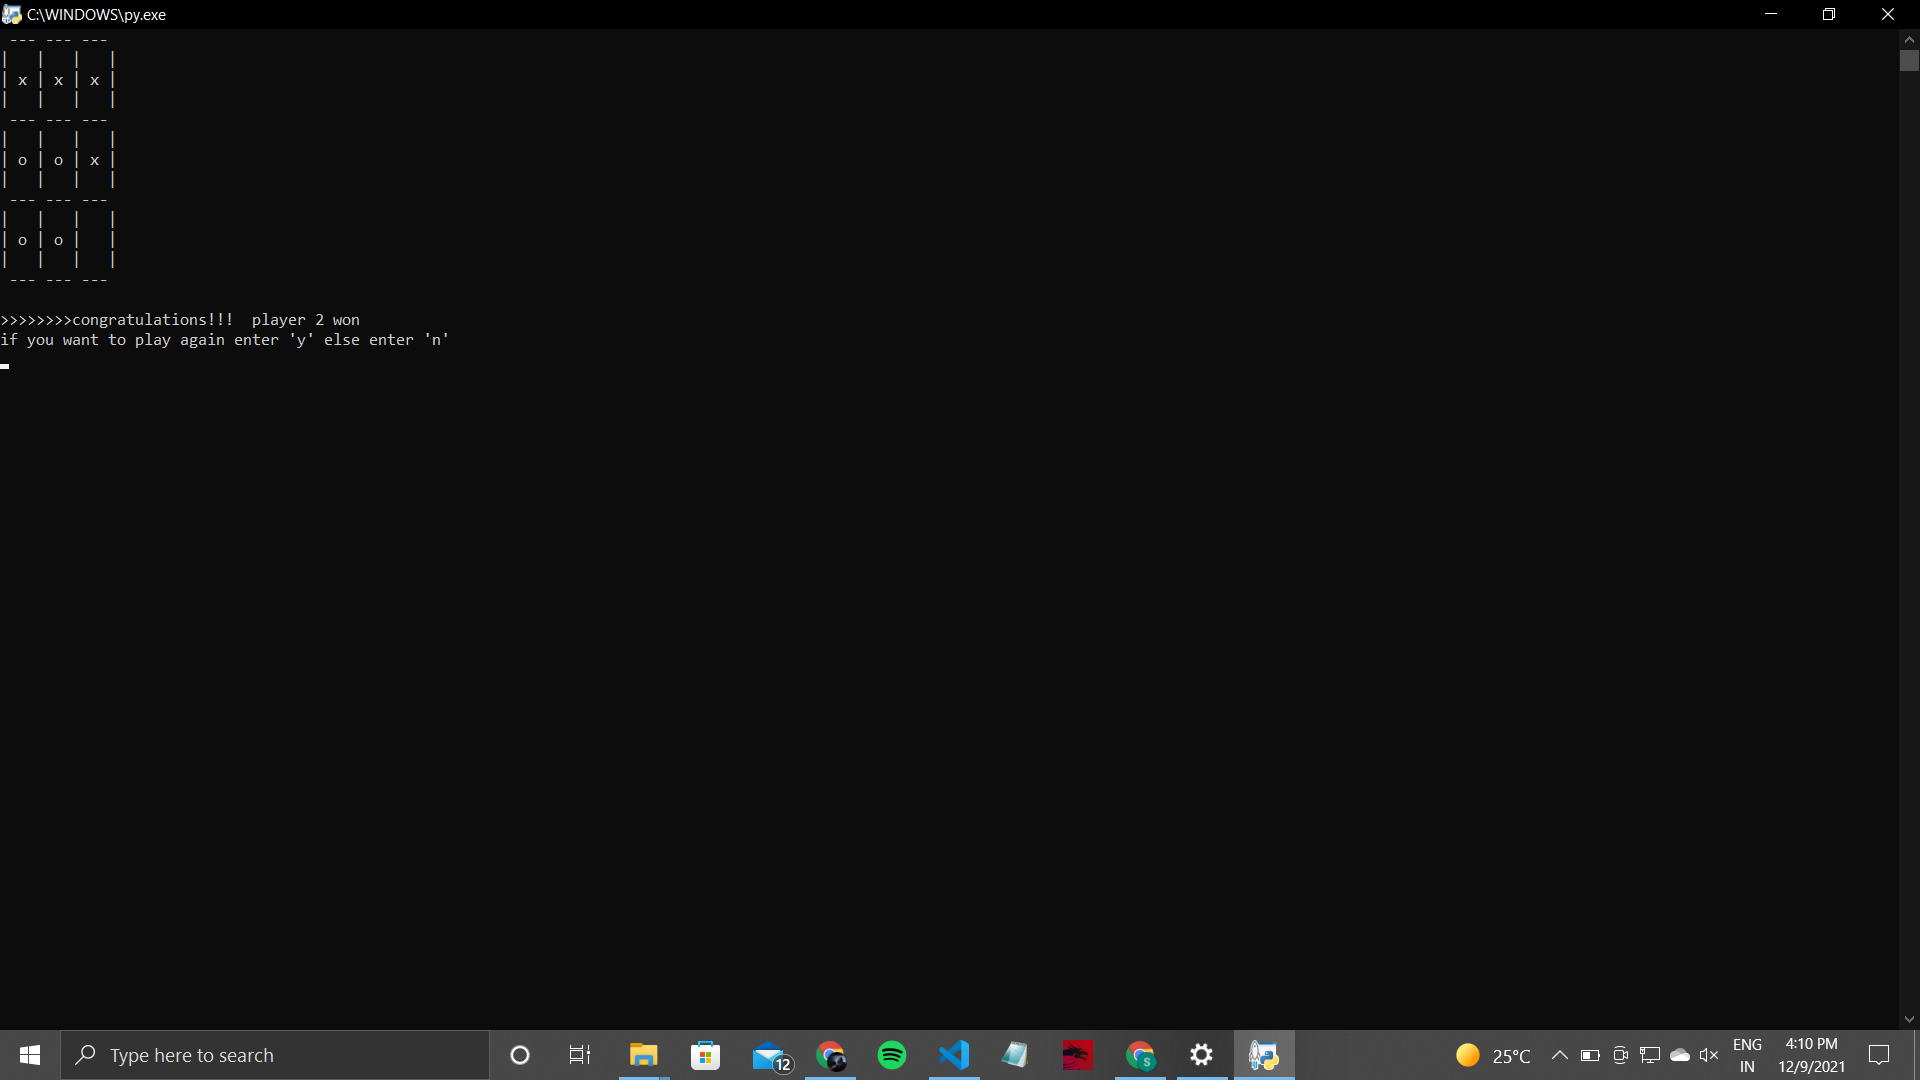 C:\WINDOWS\py.exe
 --- --- ---
|   |   |   |
| x | x | x |
|   |   |   |
 --- --- ---
|   |   |   |
| o | o | x |
|   |   |   |
 --- --- ---
|   |   |   |
| o | o |   |
|   |   |   |
 --- --- ---
>>>>>>>>congratulations!!!  player 2 won
if you want to play again enter 'y' else enter 'n'
Type here to search
12
S
25°C
ENG
IN
4:10 PM
12/9/2021